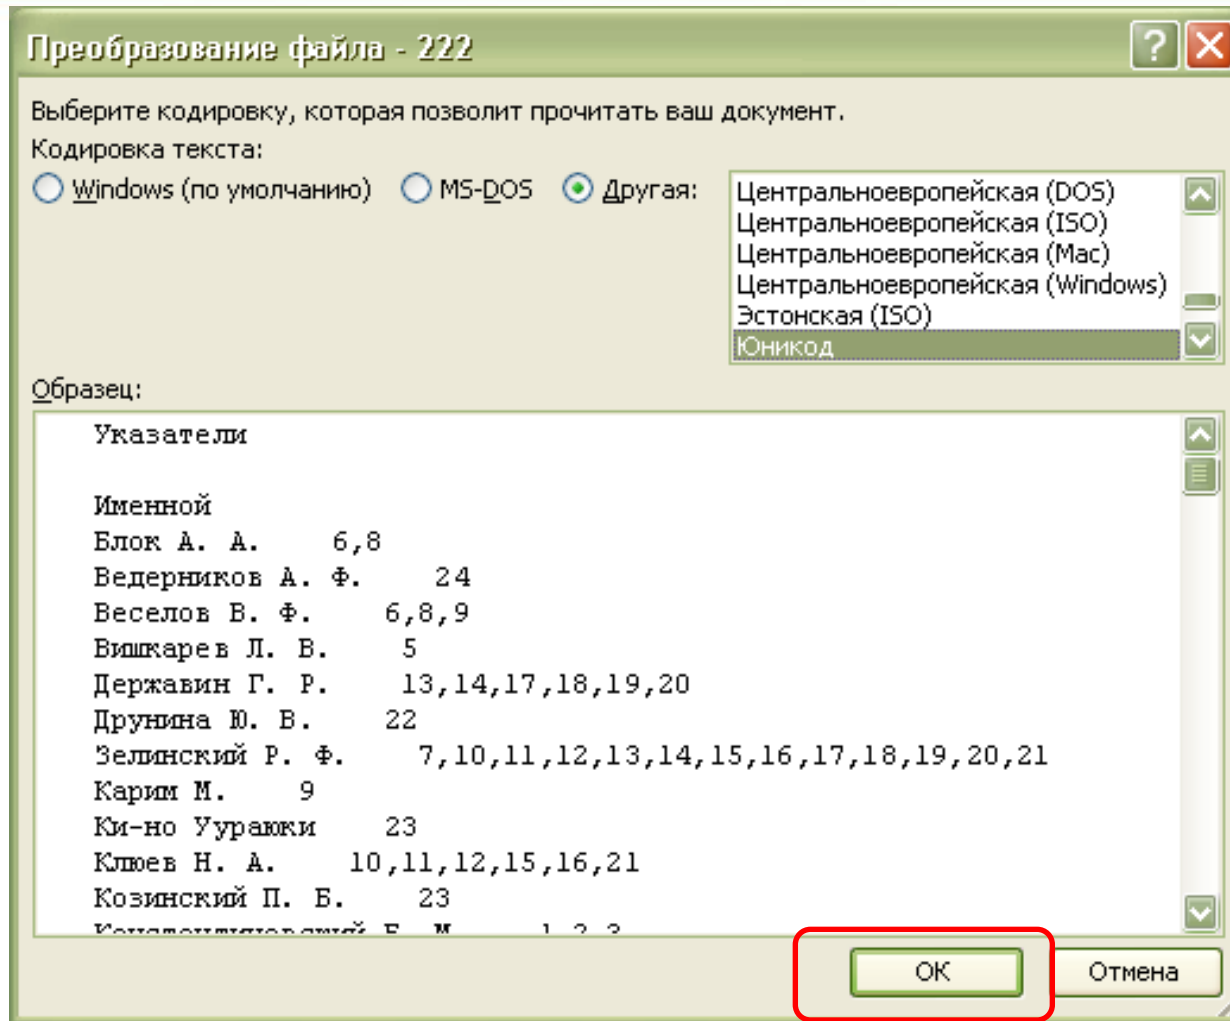 Преобразование файла - 222
Выберите кодировку, которая позволит прочитать ваш документ.
Кодировка текста:
Windows (по умолчанию) MS-DOS Другая:
Центральноевропейская (DOS)
Центральноевропейская (ISO)
Центральноевропейская (Mac)
Центральноевропейская (Windows)
Эстонская (ISO)
Юникод
Образец:
Указатели
Именной
Блок А. А. 6,8
Ведерников А. Ф. 24
Веселов В. Ф. 6,8,9
Вишкарев Л. В. 5
Державин Г. Р. 13,14,17,18,19,20
Друнина Ю. В. 22
Зелинский Р. Ф. 7,10,11,12,13,14,15,16,17,18,19,20,21
Карим М. 9
Ки-но Уураюки 23
Клюев Н. А. 10,11,12,15,16,21
Козинский П. Б. 23
1,2,3
ОК Отмена